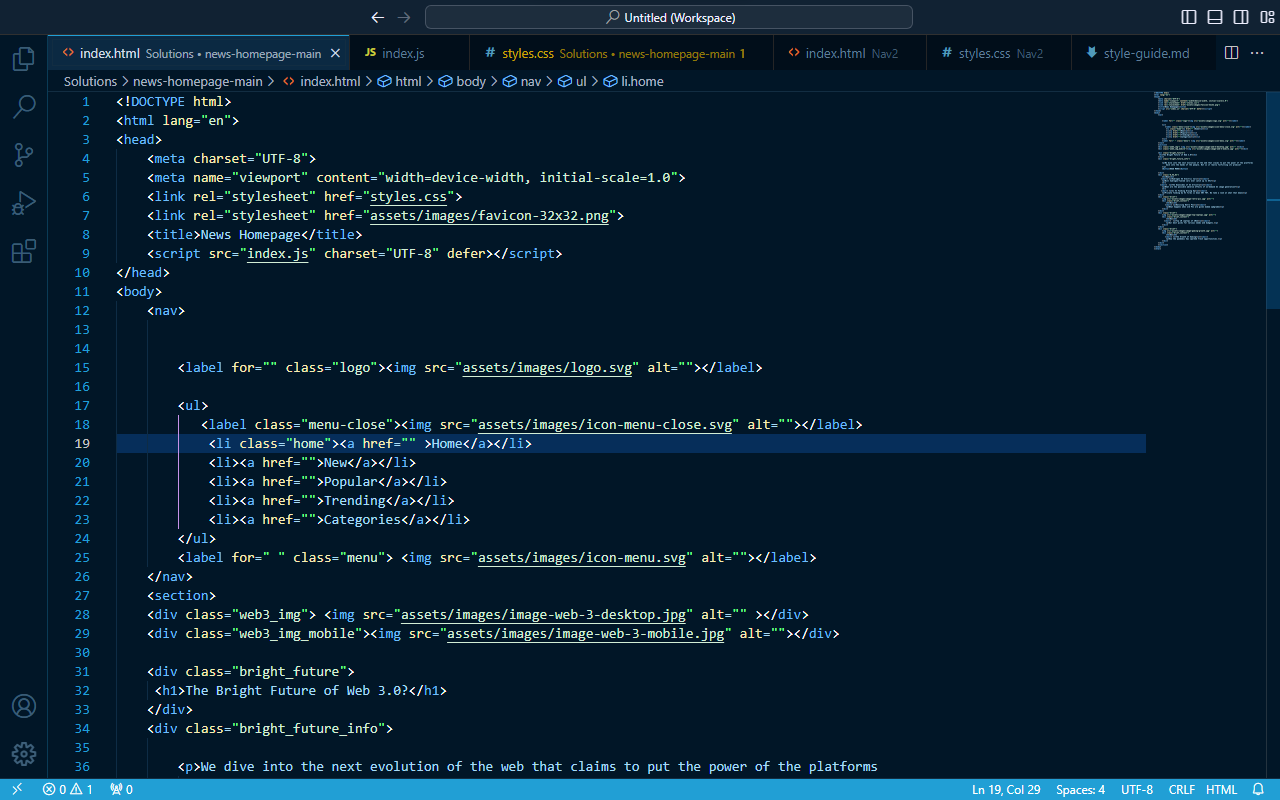 Untitled (Workspace)
index.html Solutions • news-homepage-main
JS index.js
# styles.css Solutions • news-homepage-main 1
index.html Nav2
# styles.css Nav2
style-guide.md
Solutions > news-homepage-main > index.html > html > body > nav > ul > li.home
1 <!DOCTYPE html>
2 <html lang="en">
3 <head>
4 <meta charset="UTF-8">
5 <meta name="viewport" content="width=device-width, initial-scale=1.0">
6 <link rel="stylesheet" href="styles.css">
7 <link rel="stylesheet" href="assets/images/favicon-32x32.png">
8 <title>News Homepage</title>
9 <script src="index.js" charset="UTF-8" defer></script>
10 </head>
11 <body>
12 <nav>
13
14
15 <label for="" class="logo"><img src="assets/images/logo.svg" alt=""></label>
16
17 <ul>
18 <label class="menu-close"><img src="assets/images/icon-menu-close.svg" alt=""></label>
19 <li class="home"><a href="" >Home</a></li>
20 <li><a href="">New</a></li>
21 <li><a href="">Popular</a></li>
22 <li><a href="">Trending</a></li>
23 <li><a href="">Categories</a></li>
24 </ul>
25 <label for=" " class="menu"> <img src="assets/images/icon-menu.svg" alt=""></label>
26 </nav>
27 <section>
28 <div class="web3_img"> <img src="assets/images/image-web-3-desktop.jpg" alt="" ></div>
29 <div class="web3_img_mobile"><img src="assets/images/image-web-3-mobile.jpg" alt=""></div>
30
31 <div class="bright_future">
32 <h1>The Bright Future of Web 3.0?</h1>
33 </div>
34 <div class="bright_future_info">
35
36 <p>We dive into the next evolution of the web that claims to put the power of the platforms
0 1 0 Ln 19, Col 29 Spaces: 4 UTF-8 CRLF HTML